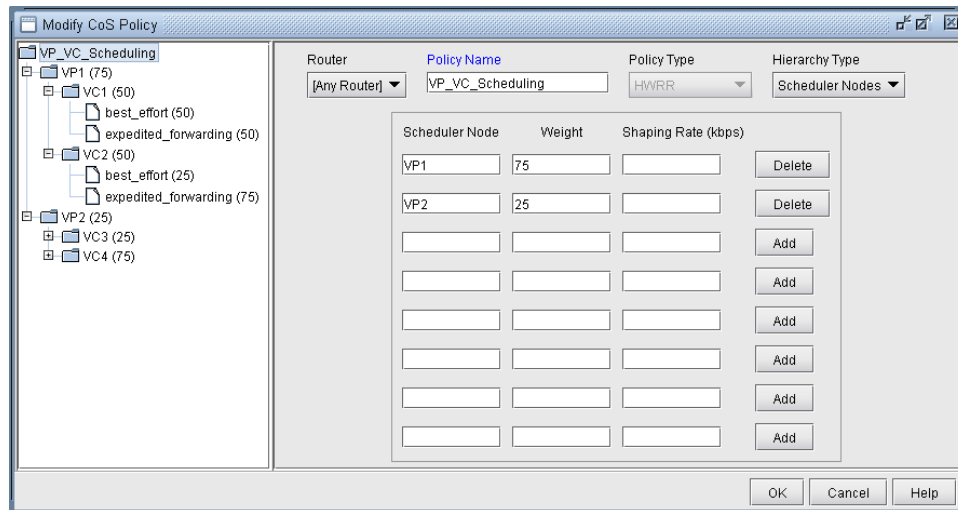 Modify CoS Policy
VP_VC_Scheduling
VP1 (75)
VC1 (50)
best_effort (50)
expedited_forwarding (50)
VC2 (50)
best_effort (25)
expedited_forwarding (75)
VP2 (25)
VC3 (25)
VC4 (75)
Router Policy Name Policy Type Hierarchy Type
[Any Router] VP_VC_Scheduling HWRR Scheduler Nodes
Scheduler Node Weight Shaping Rate (kbps)
VP1 75 Delete
VP2 25 Delete
Add
Add
Add
Add
Add
Add
OK Cancel Help